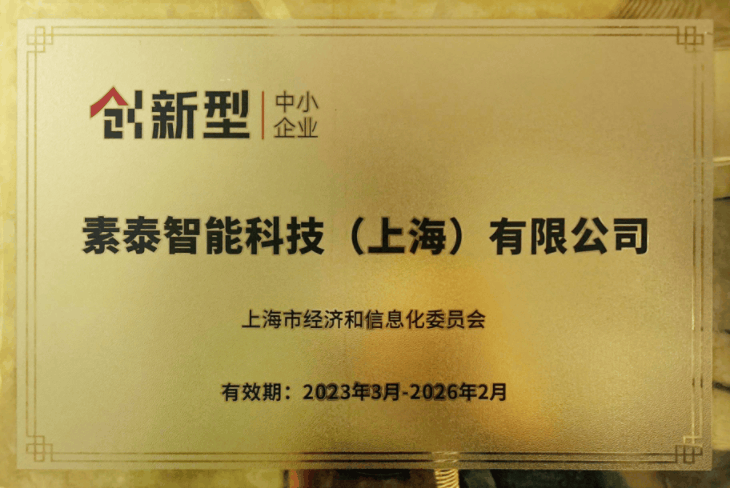 创新型 中小
企业
素泰智能科技（上海）有限公司
上海市经济和信息化委员会
有效期：2023年3月-2026年2月